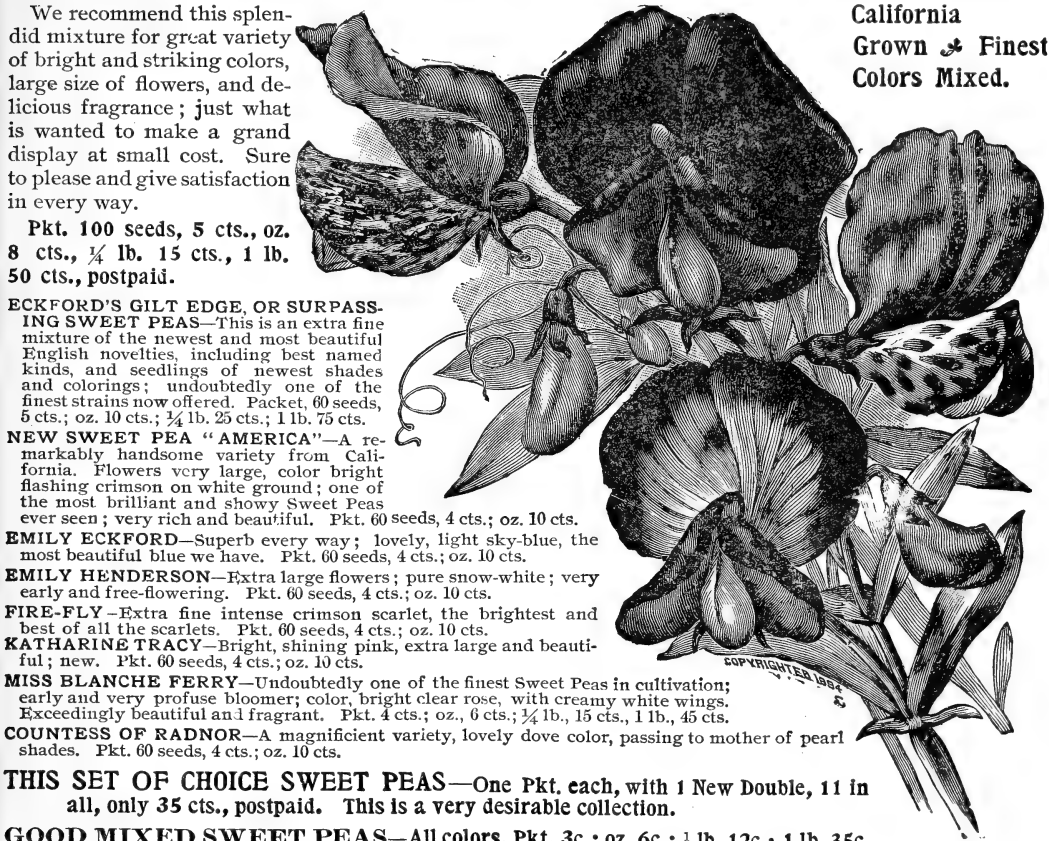 We recommend this splen-
did mixture for great variety
of bright and striking colors,
large size of flowers, and de-
licious fragrance; just what
is wanted to make a grand
display at small cost. Sure
to please and give satisfaction
in every way.
Pkt. 100 seeds, 5 cts., oz.
8 cts., ¼ lb. 15 cts., 1 lb.
50 cts., postpaid.
California
Grown Finest
Colors Mixed.
ECKFORD'S GILT EDGE, OR SURPASS-
ING SWEET PEAS—This is an extra fine
mixture of the newest and most beautiful
English novelties, including best named
kinds, and seedlings of newest shades
and colorings; undoubtedly one of the
finest strains now offered. Packet, 60 seeds,
5 cts.; oz. 10 cts.; ¼ lb. 25 cts.; 1 lb. 75 cts.
NEW SWEET PEA "AMERICA"—A re-
markably handsome variety from Cali-
fornia. Flowers very large, color bright
flashing crimson on white ground; one of
the most brilliant and showy Sweet Peas
ever seen; very rich and beautiful. Pkt. 60 seeds, 4 cts.; oz. 10 cts.
EMILY ECKFORD—Superb every way; lovely, light sky-blue, the
most beautiful blue we have. Pkt. 60 seeds, 4 cts.; oz. 10 cts.
EMILY HENDERSON—Extra large flowers; pure snow-white; very
early and free-flowering. Pkt. 60 seeds, 4 cts.; oz. 10 cts.
FIRE-FLY—Extra fine intense crimson scarlet, the brightest and
best of all the scarlets. Pkt. 60 seeds, 4 cts.; oz. 10 cts.
KATHARINE TRACY—Bright, shining pink, extra large and beauti-
ful; new. Pkt. 60 seeds, 4 cts.; oz. 10 cts.
COPYRIGHTED 1894
MISS BLANCHE FERRY—Undoubtedly one of the finest Sweet Peas in cultivation;
early and very profuse bloomer; color, bright clear rose, with creamy white wings.
Exceedingly beautiful and fragrant. Pkt. 4 cts.; oz., 6 cts.; ¼ lb., 15 cts., 1 lb., 45 cts.
COUNTESS OF RADNOR—A magnificient variety, lovely dove color, passing to mother of pearl
shades. Pkt. 60 seeds, 4 cts.; oz. 10 cts.
THIS SET OF CHOICE SWEET PEAS—One Pkt. each, with 1 New Double, 11 in
all, only 35 cts., postpaid. This is a very desirable collection.
GOOD MIXED SWEET PEAS—All colors. Pkt. 3c.; oz. 6c.; ¼ lb. 12c.; 1 lb. 35c.